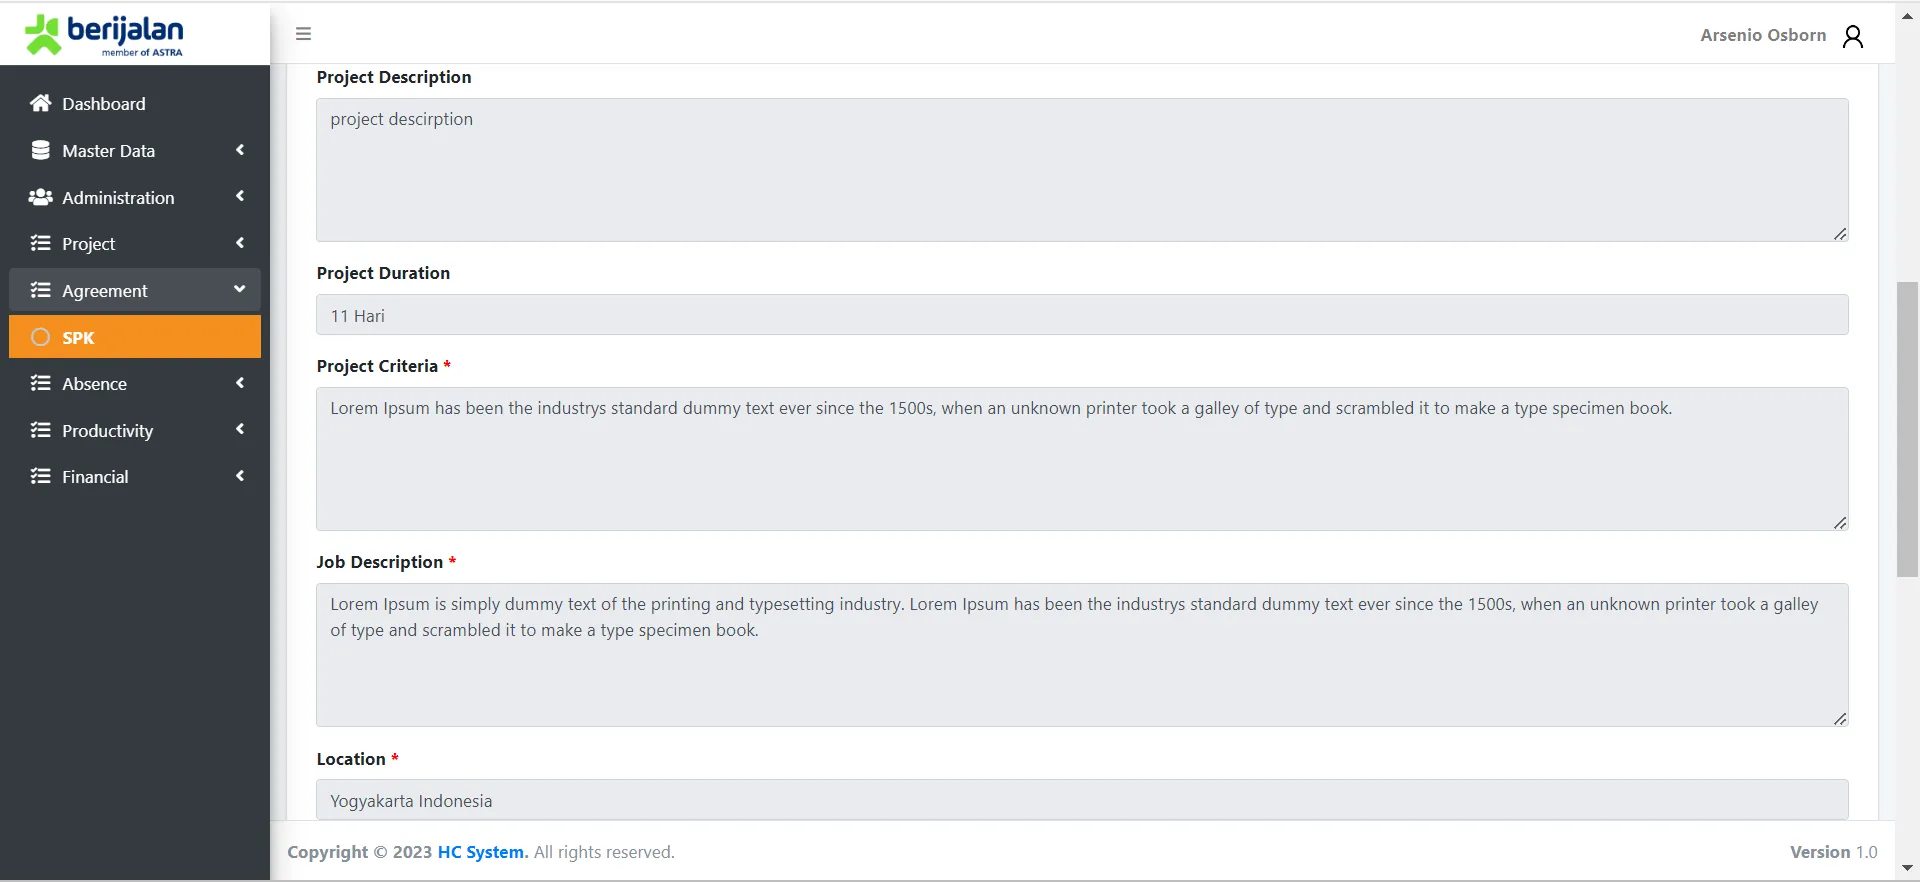 berijalan
member of ASTRA
Arsenio Osborn
Dashboard
Master Data
Administration
Project
Agreement
SPK
Absence
Productivity
Financial
Project Description
project descirption
Project Duration
11 Hari
Project Criteria *
Lorem Ipsum has been the industrys standard dummy text ever since the 1500s, when an unknown printer took a galley of type and scrambled it to make a type specimen book.
Job Description *
Lorem Ipsum is simply dummy text of the printing and typesetting industry. Lorem Ipsum has been the industrys standard dummy text ever since the 1500s, when an unknown printer took a galley
of type and scrambled it to make a type specimen book.
Location *
Yogyakarta Indonesia
Copyright © 2023 HC System. All rights reserved.
Version 1.0